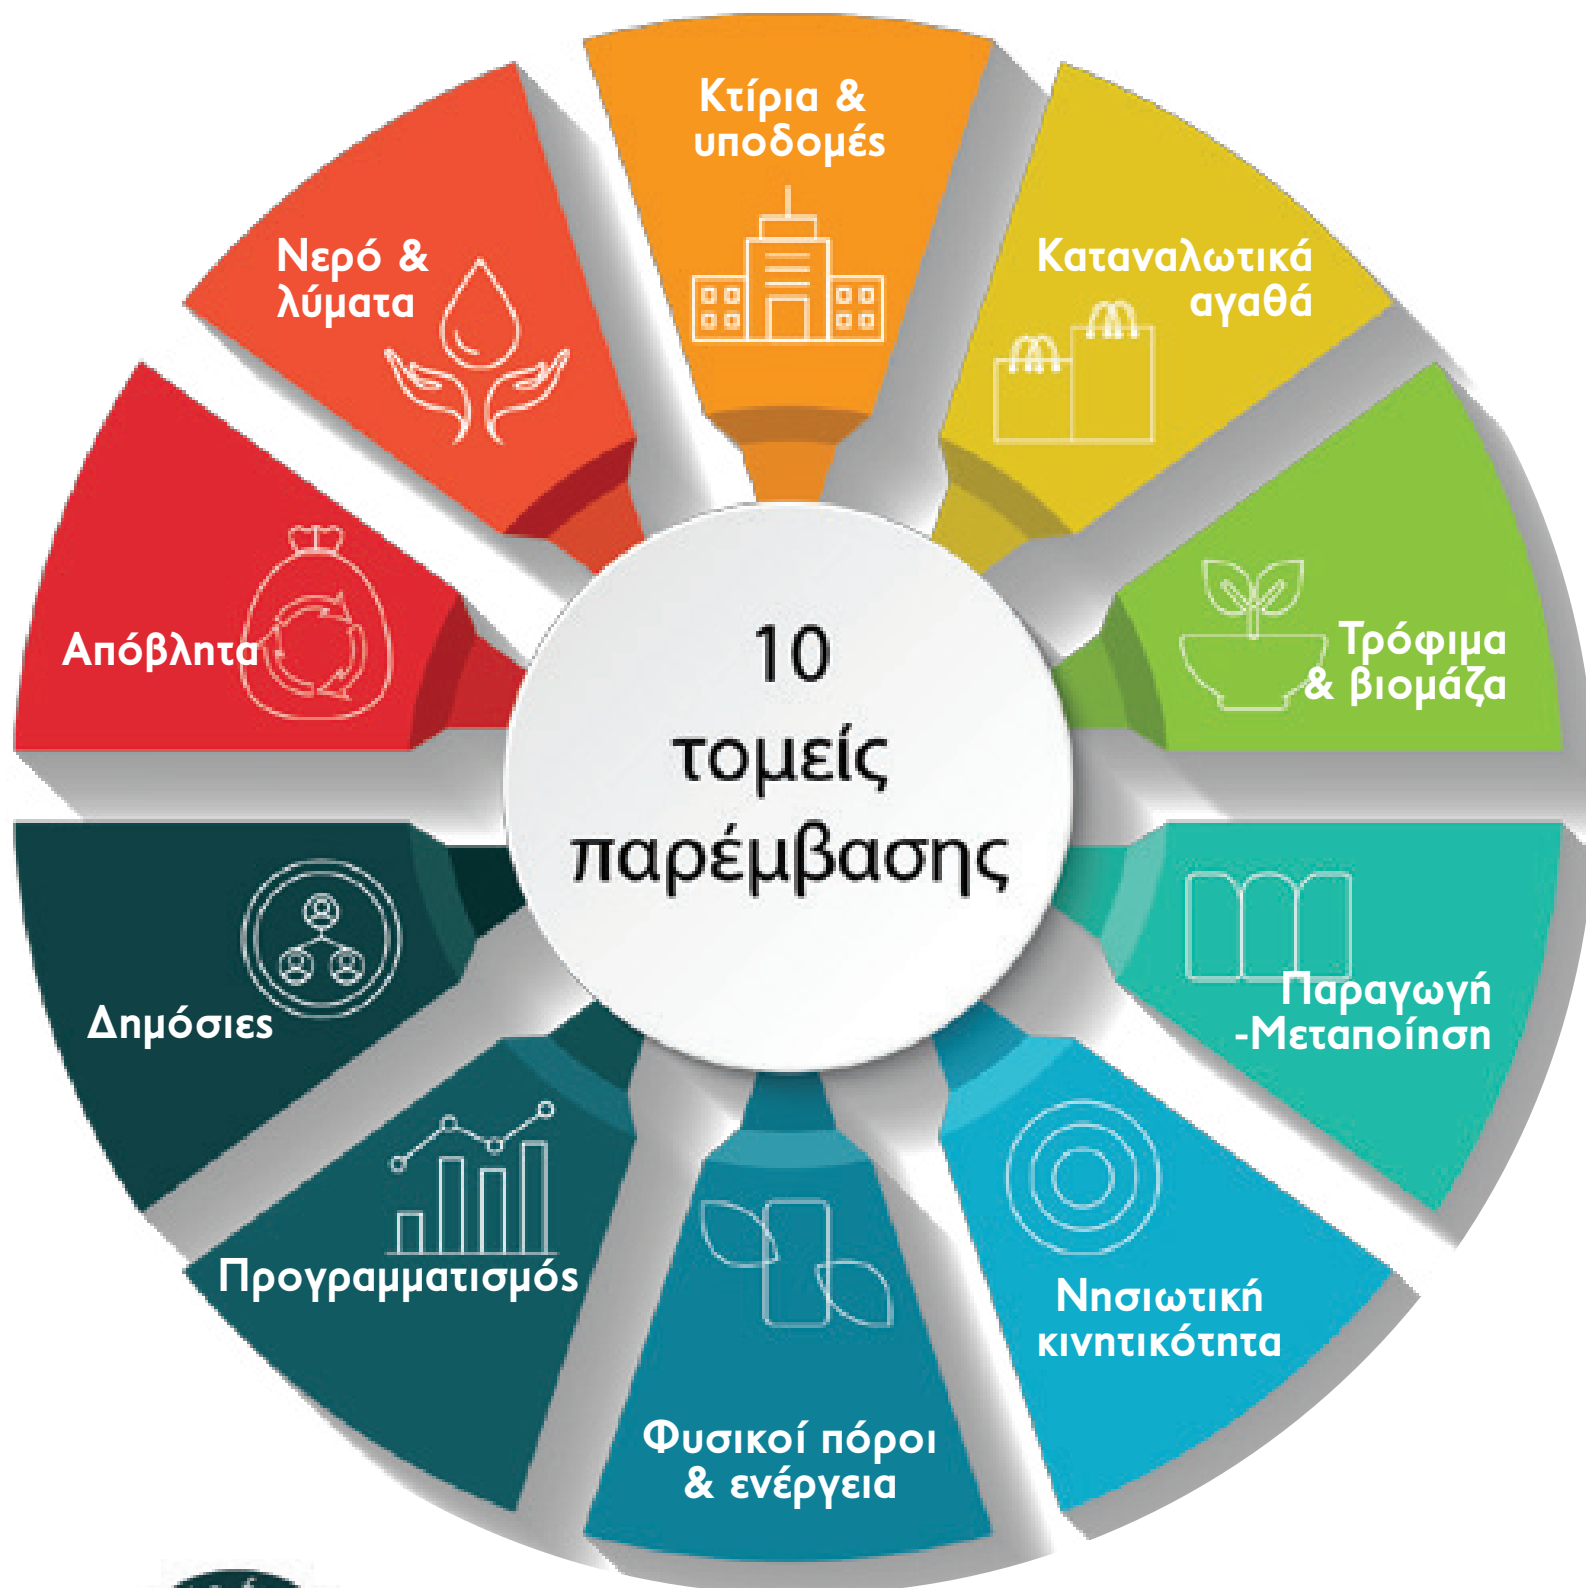 Κτίρια &
υποδομές
Καταναλωτικά
αγαθά
Τρόφιμα
& βιομάζα
Παραγωγή
-Μεταποίηση
Νησιωτική
κινητικότητα
Φυσικοί πόροι
& ενέργεια
Προγραμματισμός
Δημόσιες
Απόβλητα
Νερό &
λύματα
10
τομείς
παρέμβασης